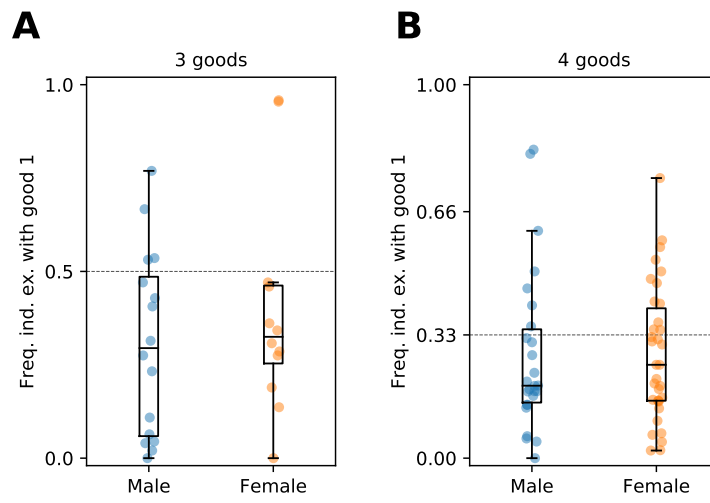 A
3 goods
Freq. ind. ex. with good 1
1.0
0.5
0.0
Male Female
B
4 goods
Freq. ind. ex. with good 1
1.00
0.66
0.33
0.00
Male Female